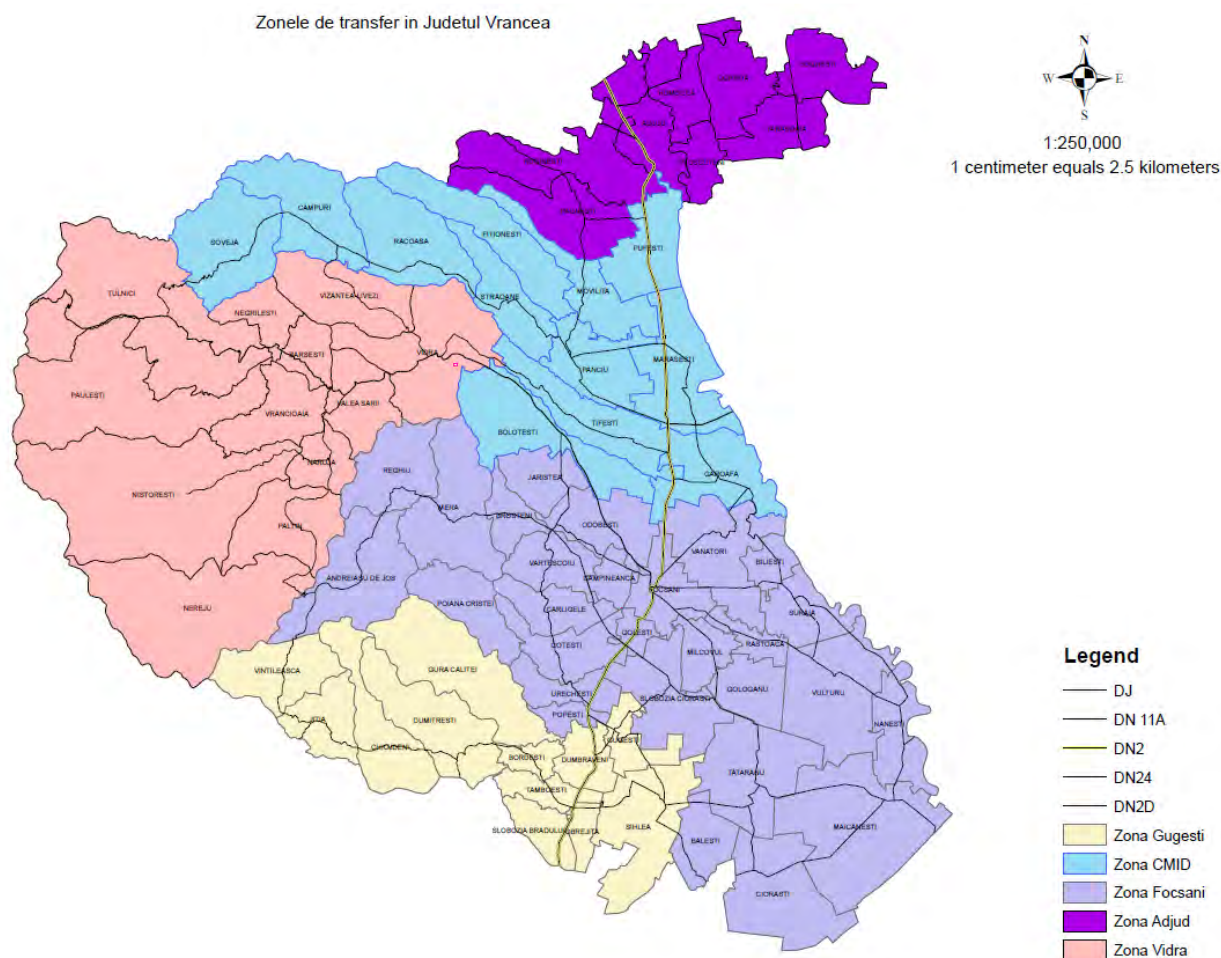 Zonele de transfer in Judetul Vrancea
N
W E
S
1:250,000
1 centimeter equals 2.5 kilometers
CAMPURI
SOVEJA
RACOASA
FITIONESTI
PUFESTI
TULNICI
VIZANTEA-LIVEZI
STRAOANE
MOVILITA
NEGRILESTI
BARSESTI
VIDRA
PANCIU
MARASESTI
PAULESTI
VRANCIOAIA
VALEA SARII
TIFESTI
BOLOTESTI
NARUJA
REGHIU
JARISTEA
GAROAFA
NISTORESTI
MERA
BROSTENI
ODOBESTI
PALTIN
VANATORI
BILIESTI
ANDREIASU DE JOS
VARTESCOIU
CAMPINEANCA
FOCSANI
NEREJU
POIANA CRISTEI
CARLIGELE
SURAIA
GOLESTI
RASTOACA
COTESTI
MILCOVUL
VINTILEASCA
GURA CALITEI
GOLOGANU
VULTURU
URECHESTI
SLOBOZIA CIORASTI
NANESTI
DUMITRESTI
POPESTI
JITIA
CHIOJDENI
GUGESTI
BORDESTI
DUMBRAVENI
TATARANU
TAMBOESTI
SLOBOZIA BRADULUI
OBREJITA
SIHLEA
BALESTI
MAICANESTI
CIORASTI
Legend
DJ
DN 11A
DN2
DN24
DN2D
Zona Gugesti
Zona CMID
Zona Focsani
Zona Adjud
Zona Vidra